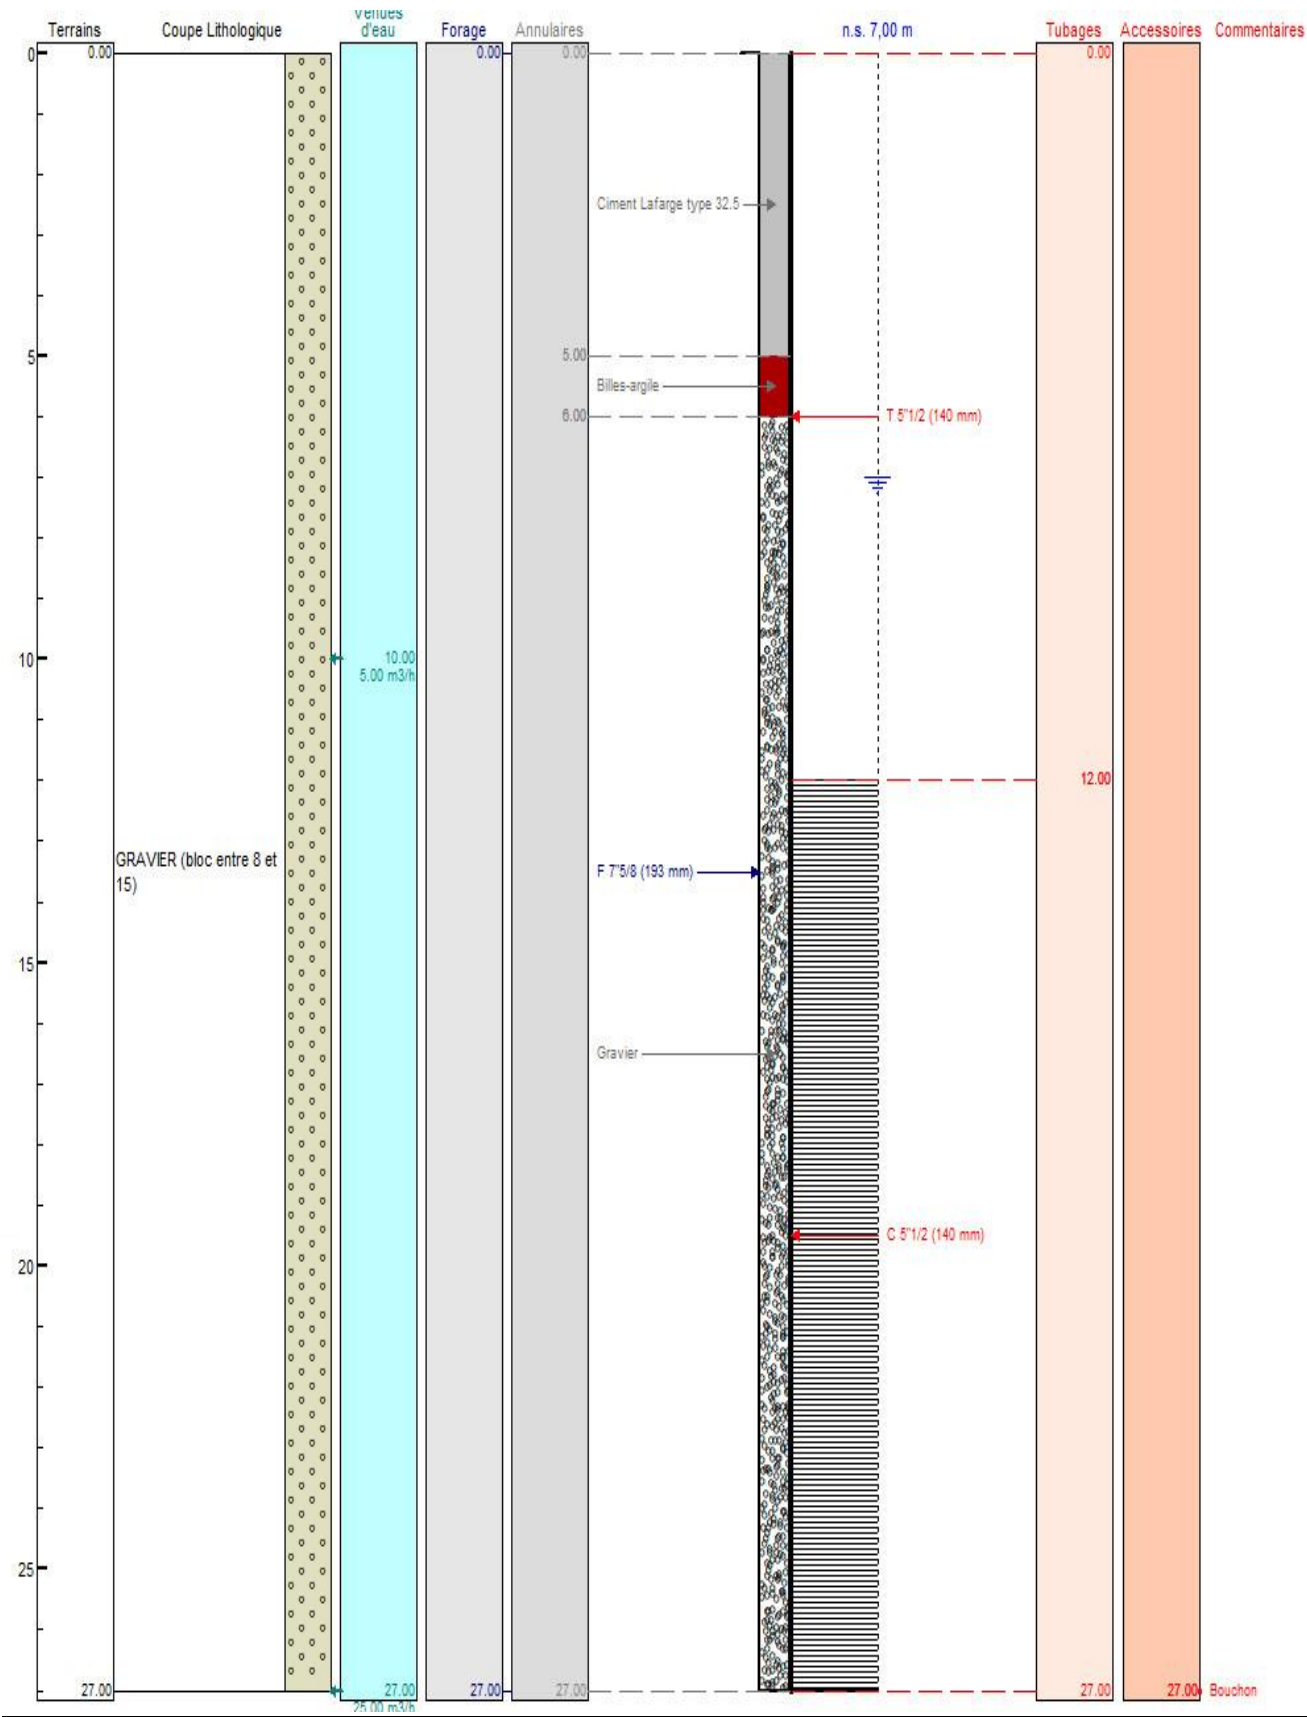 Terrains
Coupe Lithologique
Venues
d'eau
Forage
Annulaires
n.s. 7,00 m
Tubages
Accessoires
Commentaires
0
0.00
0.00
0.00
0.00
Ciment Lafarge type 32.5
5
5.00
Billes-argile
6.00
T 5"1/2 (140 mm)
10
10.00
5.00 m3/h
12.00
GRAVIER (bloc entre 8 et
15)
F 7"5/8 (193 mm)
15
Gravier
C 5"1/2 (140 mm)
20
25
27.00
27.00
25.00 m3/h
27.00
27.00
27.00
27.00
Bouchon